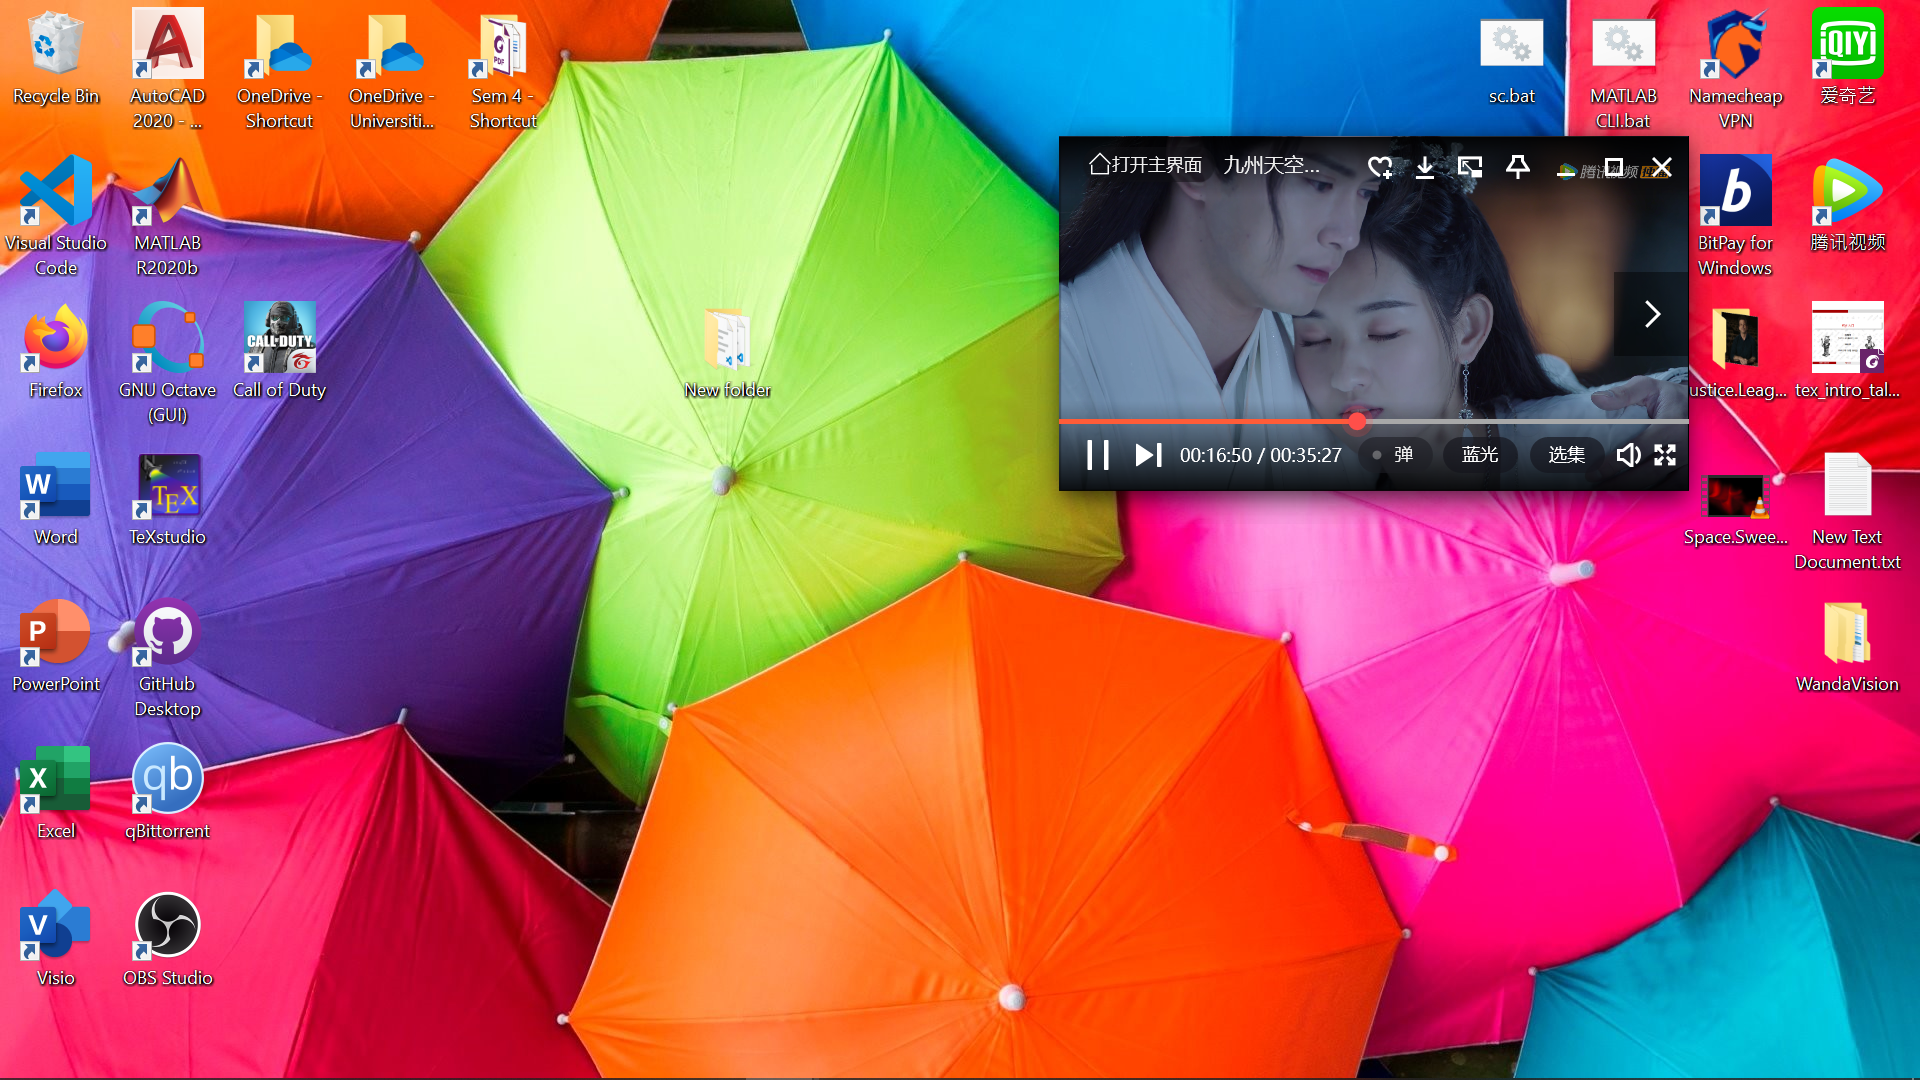 Recycle Bin
AutoCAD
2020 - ...
OneDrive -
Shortcut
OneDrive -
Universiti...
Sem 4 -
Shortcut
PDF
sc.bat
MATLAB
CLI.bat
Namecheap
VPN
iQIYI
爱奇艺
Visual Studio
Code
MATLAB
R2020b
打开主界面
九州天空...
腾讯视频
b
BitPay for
Windows
腾讯视频
Firefox
GNU Octave
(GUI)
CALL OF DUTY
Call of Duty
New folder
00:16:50 / 00:35:27
弹
蓝光
选集
ustice.Leag...
tex_intro_tal...
W
Word
TEX
TeXstudio
Space.Swee...
New Text
Document.txt
P
PowerPoint
GitHub
Desktop
WandaVision
X
Excel
qb
qBittorrent
V
Visio
OBS Studio